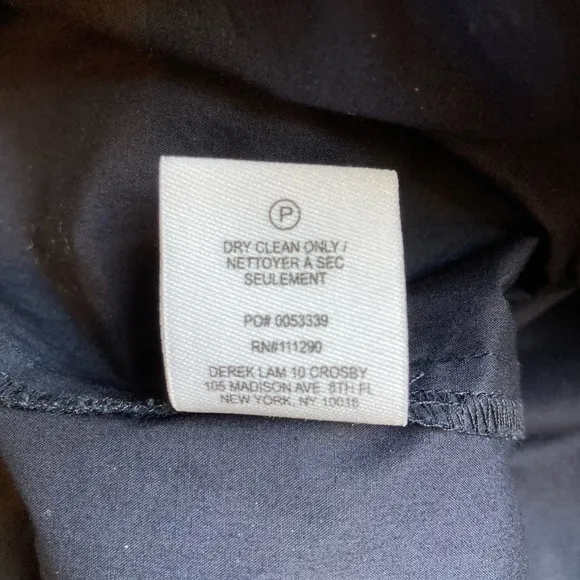 P
DRY CLEAN ONLY /
NETTOYER A SEC
SEULEMENT
PO# 0053339
RN#111290
DEREK LAM 10 CROSBY
105 MADISON AVE 8TH FL
NEW YORK, NY 10016